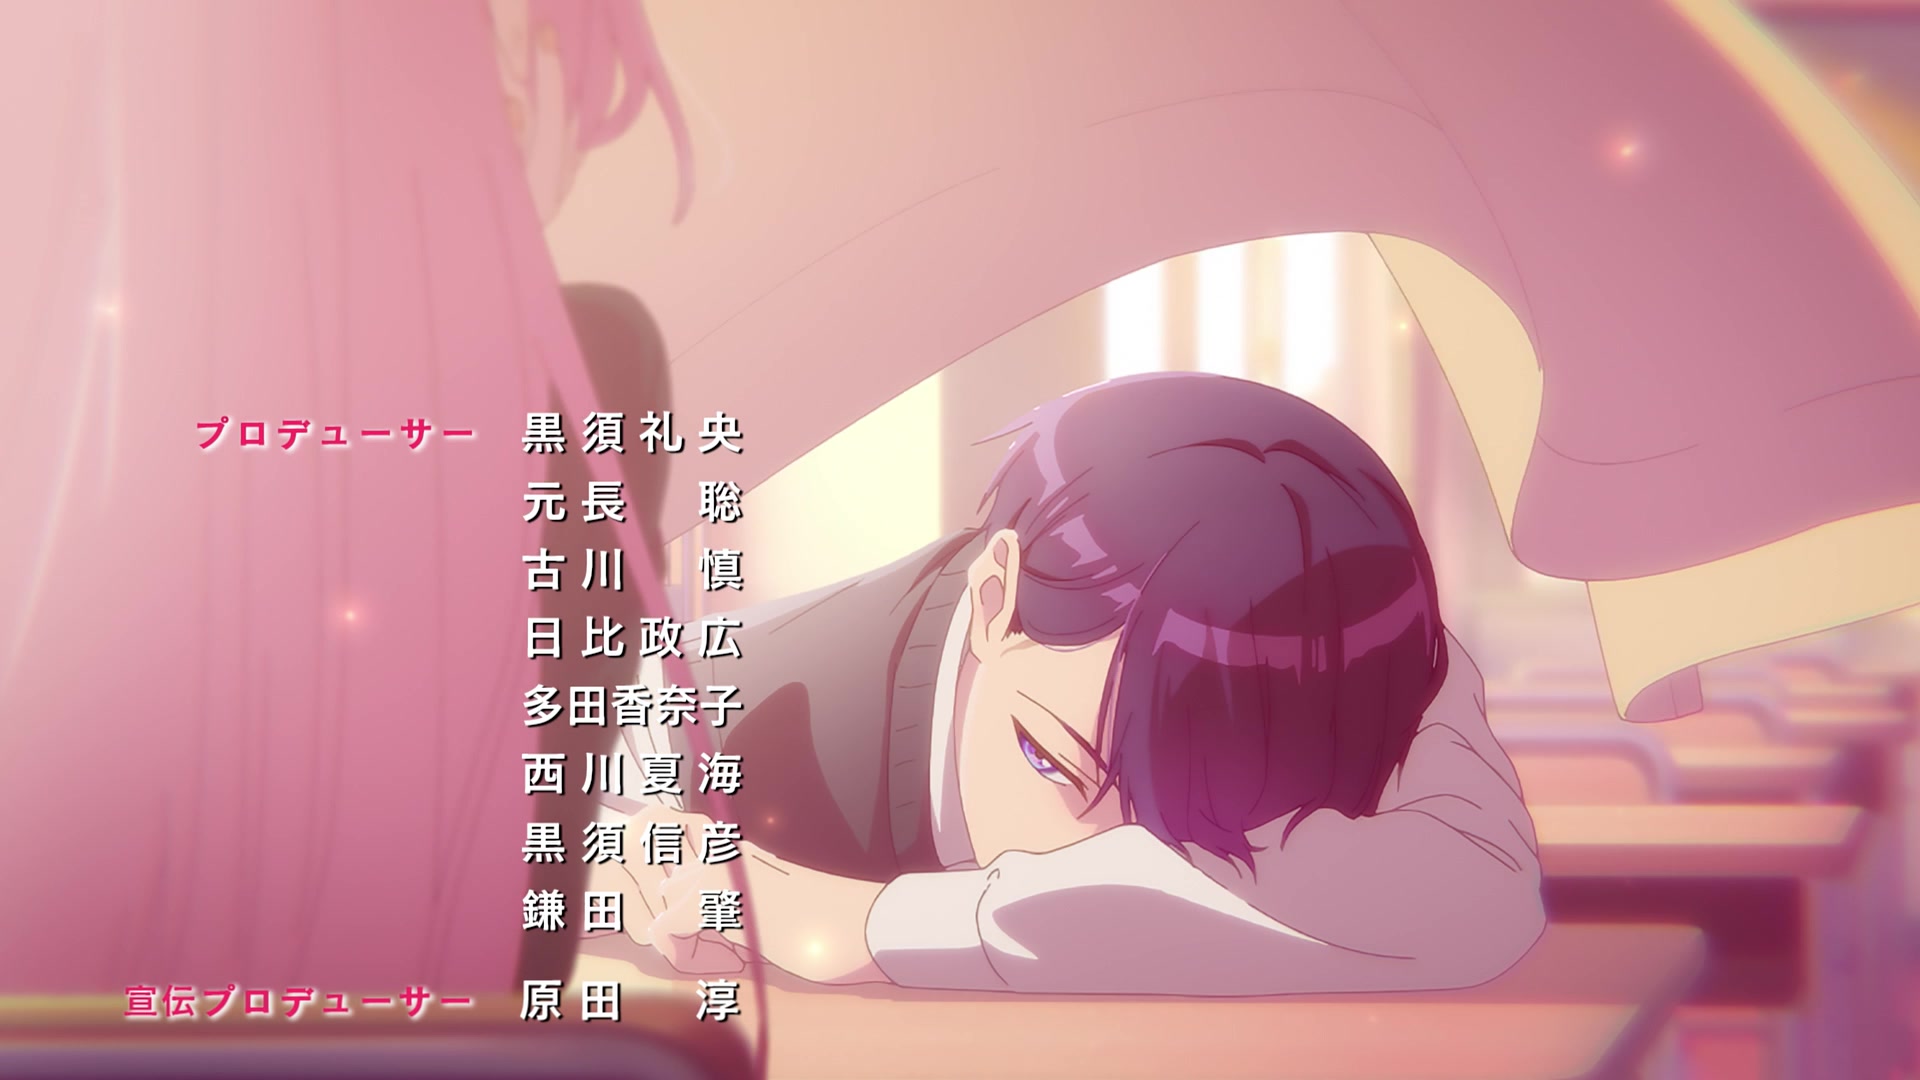 プロデューサー 黒須礼央
元長 聡
古川 慎
日比政広
多田香奈子
西川夏海
黒須信彦
鎌田 肇
宣伝プロデューサー 原田 淳